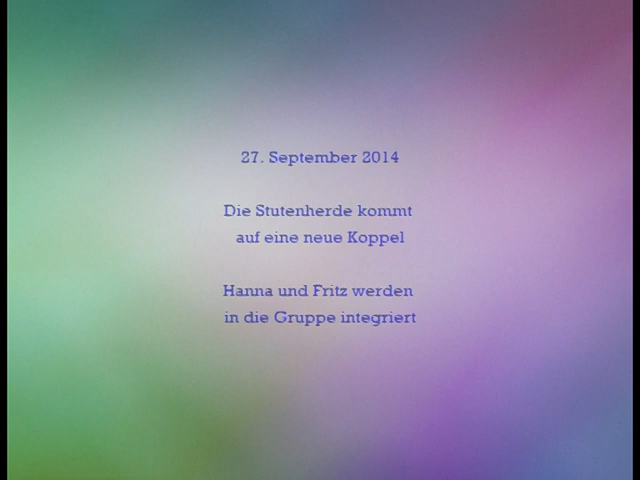 27. September 2014
Die Stutenherde kommt
auf eine neue Koppel
Hanna und Fritz werden
in die Gruppe integriert